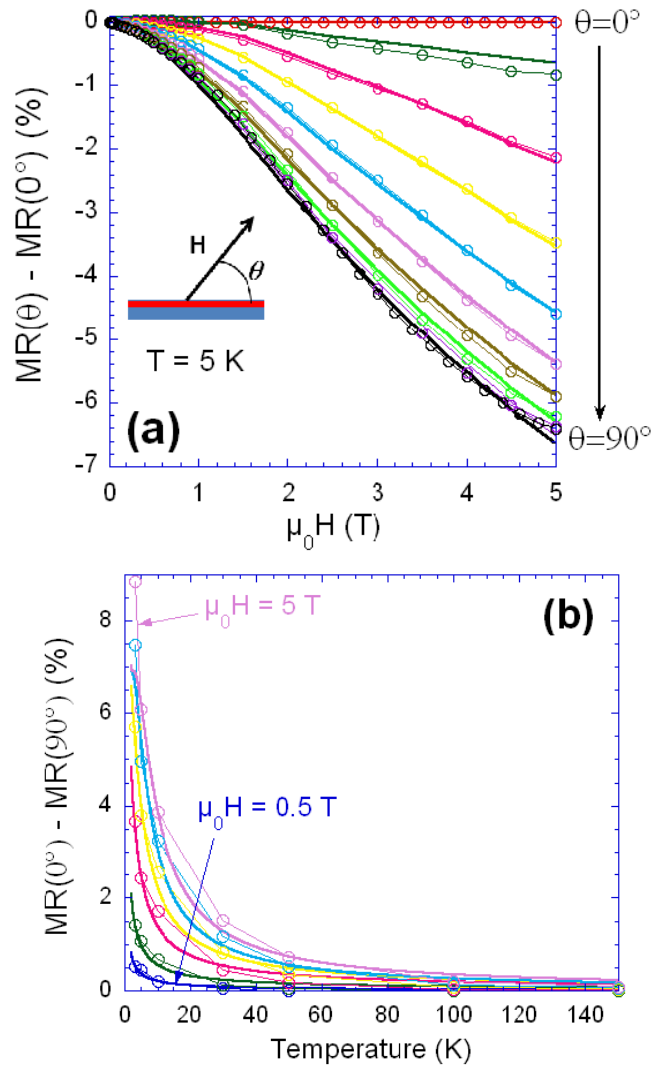 0
-1
-2
-3
-4
-5
-6
-7
MR(θ) - MR(0°) (%)
θ=0°
θ=90°
H
θ
T = 5 K
(a)
0 1 2 3 4 5
μ₀H (T)
8
6
4
2
0
MR(0°) - MR(90°) (%)
μ₀H = 5 T
(b)
μ₀H = 0.5 T
0 20 40 60 80 100 120 140
Temperature (K)